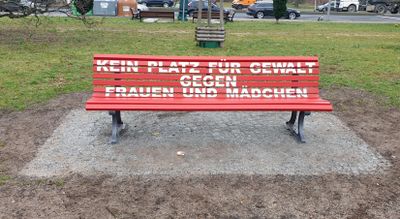 KEIN PLATZ FÜR GEWALT
GEGEN
FRAUEN UND MÄDCHEN